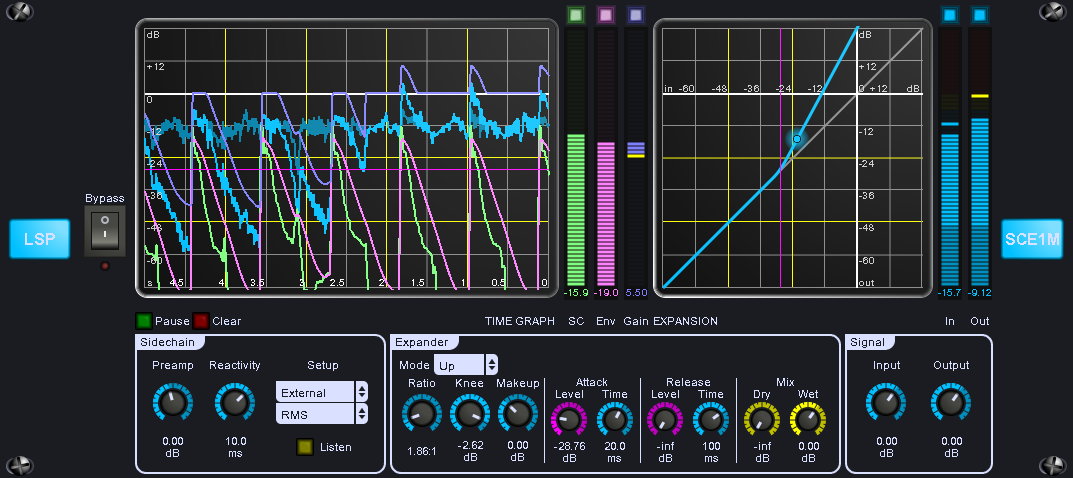 dB
+12
0
-12
-24
-36
-48
-60
s 4.5 4 3.5 3 2.5 2 1.5 1 0.5 0
-15.9 -19.0 5.50
dB
+12
in -60 -48 -36 -24 -12 0 +12 dB
-12
-24
-36
-48
-60
out
-15.7 -9.12
Bypass
LSP
SCE1M
Pause Clear TIME GRAPH SC Env Gain EXPANSION In Out
Sidechain
Preamp Reactivity Setup
External
RMS
Listen
0.00 10.0
dB ms
Expander
Mode Up
Ratio Knee Makeup
1.86:1 -2.62 0.00
dB dB
Attack
Level Time
-28.76 20.0
dB ms
Release
Level Time
-inf 100
dB ms
Mix
Dry Wet
-inf 0.00
dB dB
Signal
Input Output
0.00 0.00
dB dB